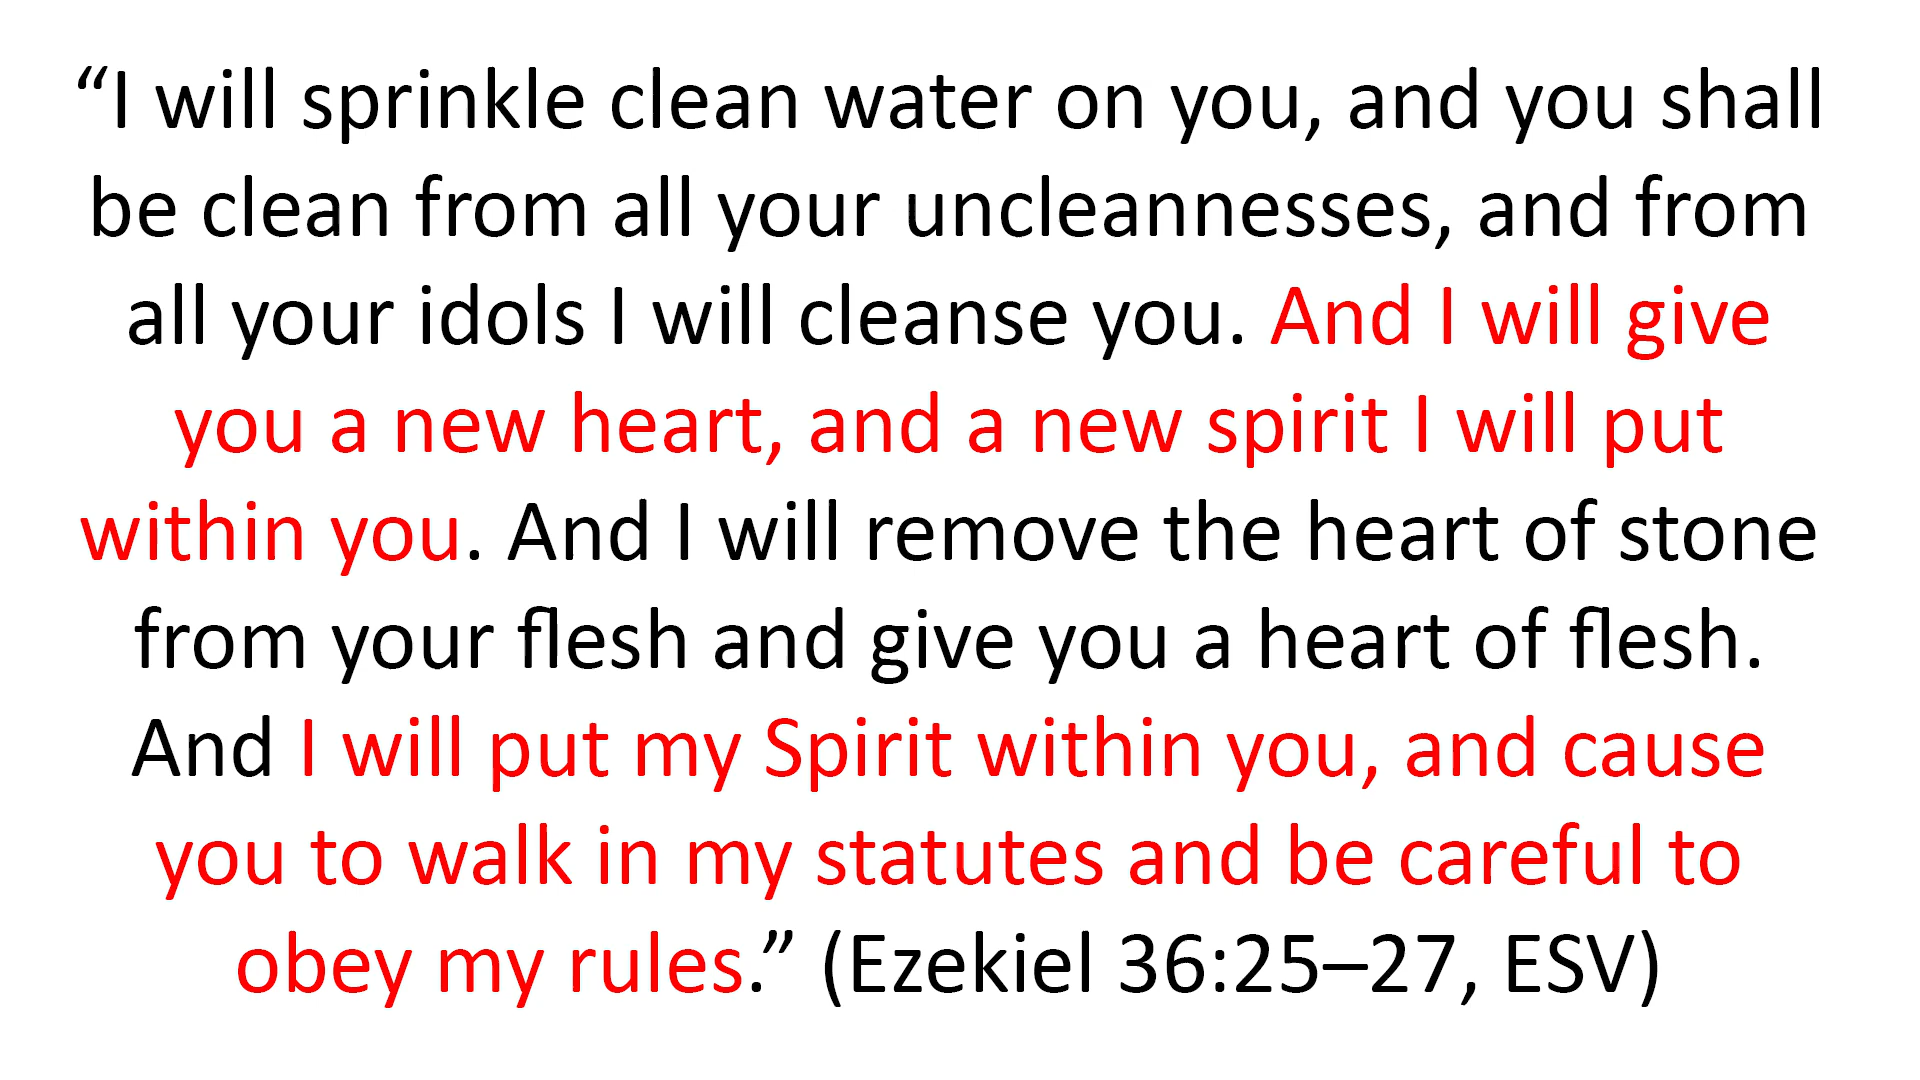 “I will sprinkle clean water on you, and you shall
be clean from all your uncleannesses, and from
all your idols I will cleanse you. And I will give
you a new heart, and a new spirit I will put
within you. And I will remove the heart of stone
from your flesh and give you a heart of flesh.
And I will put my Spirit within you, and cause
you to walk in my statutes and be careful to
obey my rules.” (Ezekiel 36:25–27, ESV)